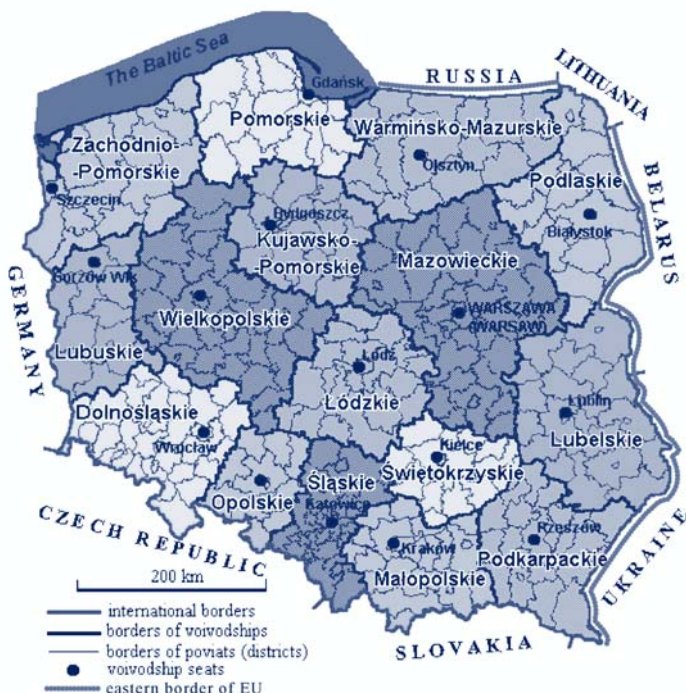 The Baltic Sea
RUSSIA
LITHUANIA
BELARUS
UKRAINE
SLOVAKIA
CZECH REPUBLIC
GERMANY
Gdańsk
Pomorskie
Zachodnio-
-Pomorskie
Szczecin
Warmińsko-Mazurskie
Olsztyn
Podlaskie
Białystok
Bydgoszcz
Kujawsko-
-Pomorskie
Mazowieckie
WARSZAWA
(WARSAW)
Gorzów Wlk
Lubuskie
Wielkopolskie
Łódź
Łódzkie
Lublin
Lubelskie
Dolnośląskie
Wrocław
Opolskie
Śląskie
Katowice
Kielce
Świętokrzyskie
Kraków
Małopolskie
Rzeszów
Podkarpackie
200 km
international borders
borders of voivodships
borders of poviats (districts)
voivodship seats
eastern border of EU